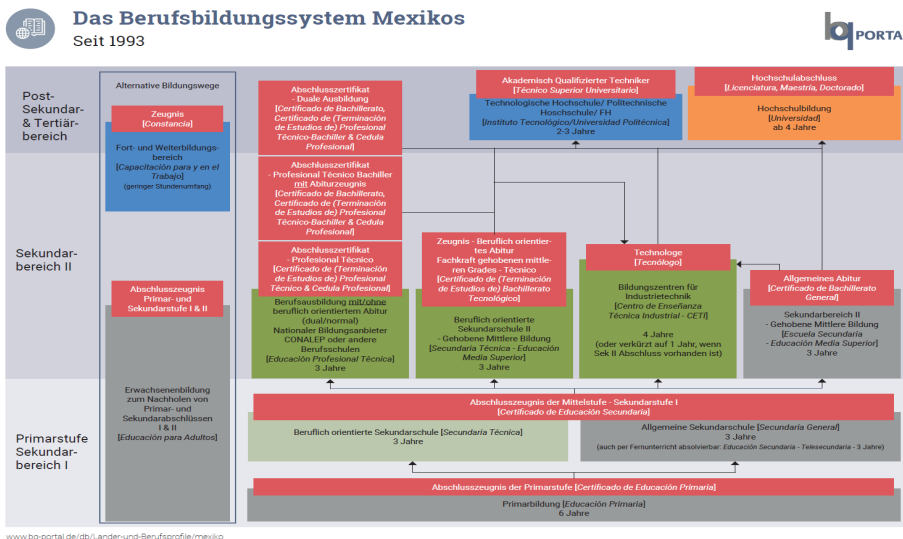 Das Berufsbildungssystem Mexikos
Seit 1993
bq PORTA
Post-
Sekundar-
& Tertiär-
bereich
Alternative Bildungswege
Zeugnis
[Constancia]
Fort- und Weiterbildungs-
bereich
[Capacitación para y en el
Trabajo]
(geringer Stundenumfang)
Abschlusszertifikat
- Duale Ausbildung
[Certificado de Bachillerato,
Certificado de (Terminación
de Estudios de) Profesional
Técnico-Bachiller & Cedula
Profesional]
Akademisch Qualifizierter Techniker
[Técnico Superior Universitario]
Technologische Hochschule/ Politechnische
Hoschschule/ FH
[Instituto Tecnológico/Universidad Politécnica]
2-3 Jahre
Hochschulabschluss
[Licenciatura, Maestría, Doctorado]
Hochschulbildung
[Universidad]
ab 4 Jahre
Sekundar-
bereich II
Abschlusszertifikat
- Profesional Técnico Bachiller
mit Abiturzeugnis
[Certificado de Bachillerato,
Certificado de (Terminación
de Estudios de) Profesional
Técnico-Bachiller & Cedula
Profesional]
Abschlusszertifikat
- Profesional Técnico
[Certificado de (Terminación
de Estudios de) Profesional
Técnico & Cedula Profesional]
Berufsausbildung mit/ohne
beruflich orientiertem Abitur
(dual/normal)
Nationaler Bildungsanbieter
CONALEP oder andere
Berufsschulen
[Educación Profesional Técnica]
3 Jahre
Zeugnis - Beruflich orientier-
tes Abitur
Fachkraft gehobenen mittle-
ren Grades - Técnico
[Certificado de (Terminación
de Estudios de) Bachillerato
Tecnológico]
Beruflich orientierte
Sekundarschule II
- Gehobene Mittlere Bildung
[Secundaria Técnica - Educación
Media Superior]
3 Jahre
Technologe
[Tecnólogo]
Bildungszentren für
Industrietechnik
[Centro de Enseñanza
Técnica Industrial - CETI]
4 Jahre
(oder verkürzt auf 1 Jahr, wenn
Sek II Abschluss vorhanden ist)
Allgemeines Abitur
[Certificado de Bachillerato
General]
Sekundarbereich II
- Gehobene Mittlere Bildung
[Escuela Secundaria
- Educación Media Superior]
3 Jahre
Abschlusszeugnis
Primar- und
Sekundarstufe I & II
Erwachsenenbildung
zum Nachholen von
Primar- und
Sekundarabschlüssen
I & II
[Educación para Adultos]
Primarstufe
Sekundar-
bereich I
Abschlusszeugnis der Mittelstufe - Sekundarstufe I
[Certificado de Educación Secundaria]
Beruflich orientierte Sekundarschule [Secundaria Técnica]
3 Jahre
Allgemeine Sekundarschule [Secundaria General]
3 Jahre
(auch per Fernunterricht absolvierbar: Educación Secundaria - Telesecundaria - 3 Jahre)
Abschlusszeugnis der Primarstufe [Certificado de Educación Primaria]
Primarbildung [Educación Primaria]
6 Jahre
www.bq-portal.de/db/Lander-und-Berufsprofile/mexiko